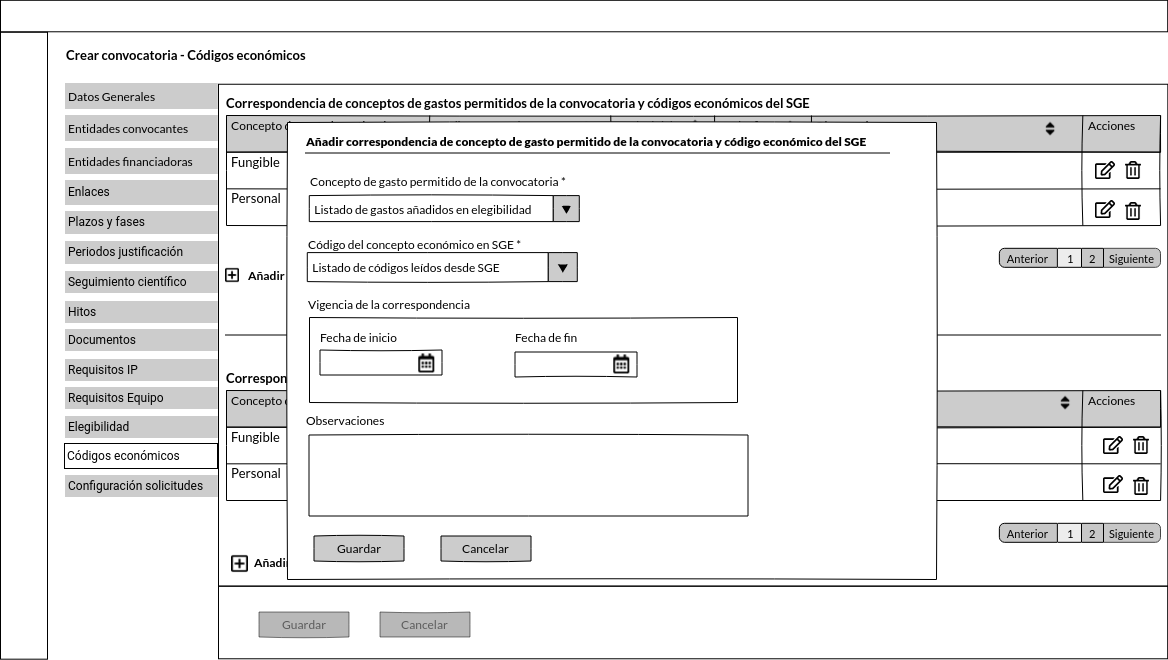 Crear convocatoria - Códigos económicos
Datos Generales
Entidades convocantes
Entidades financiadoras
Enlaces
Plazos y fases
Periodos justificación
Seguimiento científico
Hitos
Documentos
Requisitos IP
Requisitos Equipo
Elegibilidad
Códigos económicos
Configuración solicitudes
Correspondencia de conceptos de gastos permitidos de la convocatoria y códigos económicos del SGE
Concepto Acciones
Fungible
Personal
Anterior 1 2 Siguiente
Añadir
Añadir correspondencia de concepto de gasto permitido de la convocatoria y código económico del SGE
Concepto de gasto permitido de la convocatoria *
Listado de gastos añadidos en elegibilidad
Código del concepto económico en SGE *
Listado de códigos leídos desde SGE
Vigencia de la correspondencia
Fecha de inicio Fecha de fin
Observaciones
Guardar Cancelar
Correspon
Concepto Acciones
Fungible
Personal
Anterior 1 2 Siguiente
Añadi
Guardar Cancelar